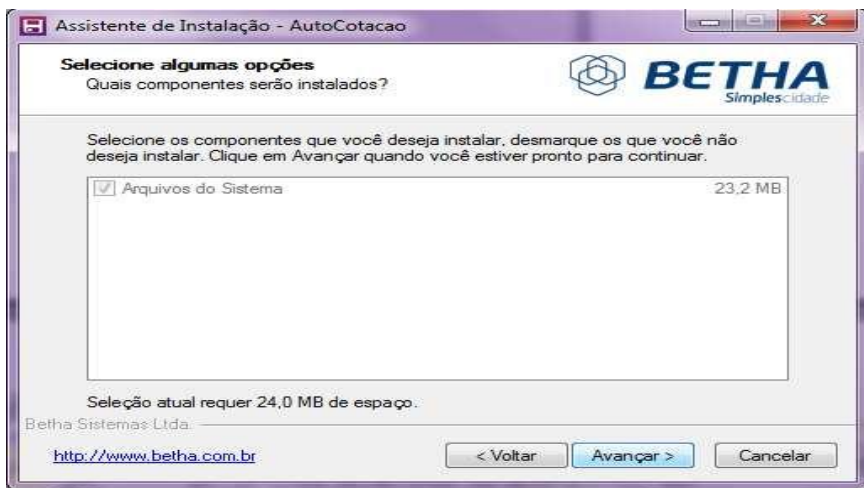 Assistente de Instalação - AutoCotacao
Selecione algumas opções
Quais componentes serão instalados?
BETHA
Simplescidade
Selecione os componentes que você deseja instalar, desmarque os que você não
deseja instalar. Clique em Avançar quando você estiver pronto para continuar.
Arquivos do Sistema 23,2 MB
Seleção atual requer 24,0 MB de espaço.
Betha Sistemas Ltda.
http://www.betha.com.br
< Voltar Avançar > Cancelar